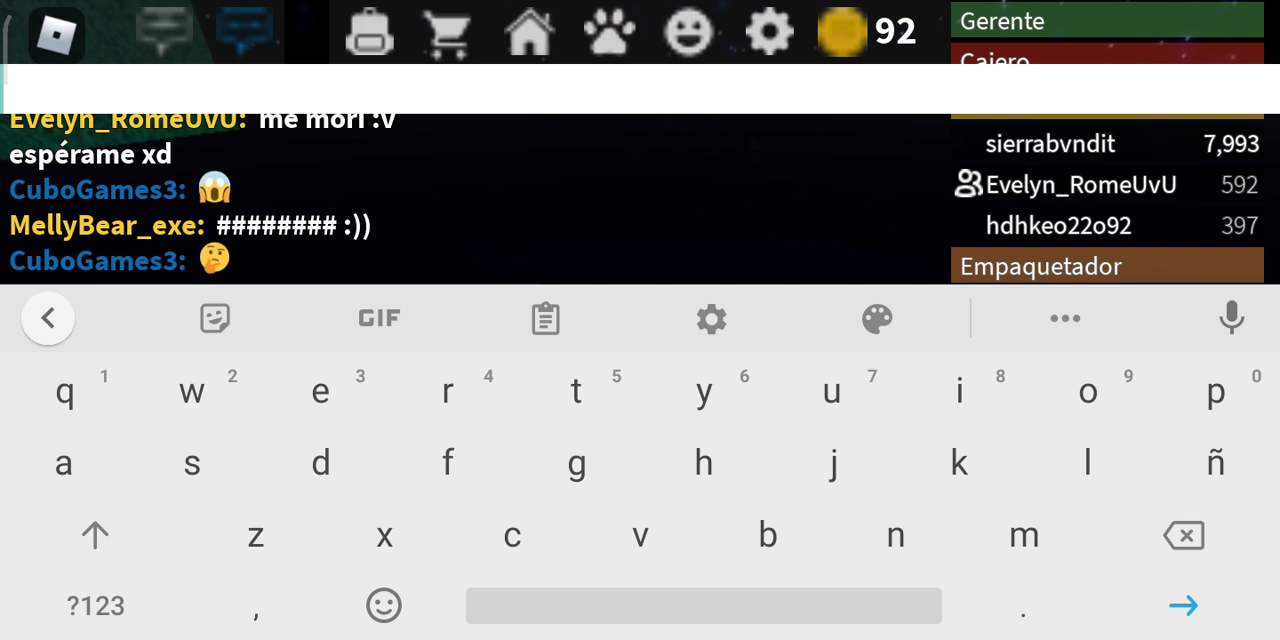 92
Gerente
Cajero
Evelyn_RomeUvU: me morí :v
espérame xd
CuboGames3: 😱
MellyBear_exe: ######## :))
CuboGames3: 🤔
sierrabvndit 7,993
Evelyn_RomeUvU 592
hdhkeo22o92 397
Empaquetador
GIF
q 1 w 2 e 3 r 4 t 5 y 6 u 7 i 8 o 9 p 0
a s d f g h j k l ñ
z x c v b n m
?123 , .